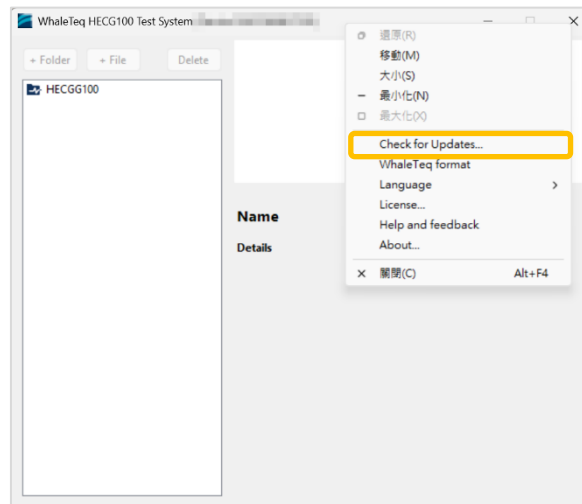 WhaleTeq HECG100 Test System
+ Folder
+ File
Delete
HECGG100
Name
Details
還原(R)
移動(M)
大小(S)
最小化(N)
最大化(X)
Check for Updates...
WhaleTeq format
Language
License...
Help and feedback
About...
關閉(C) Alt+F4